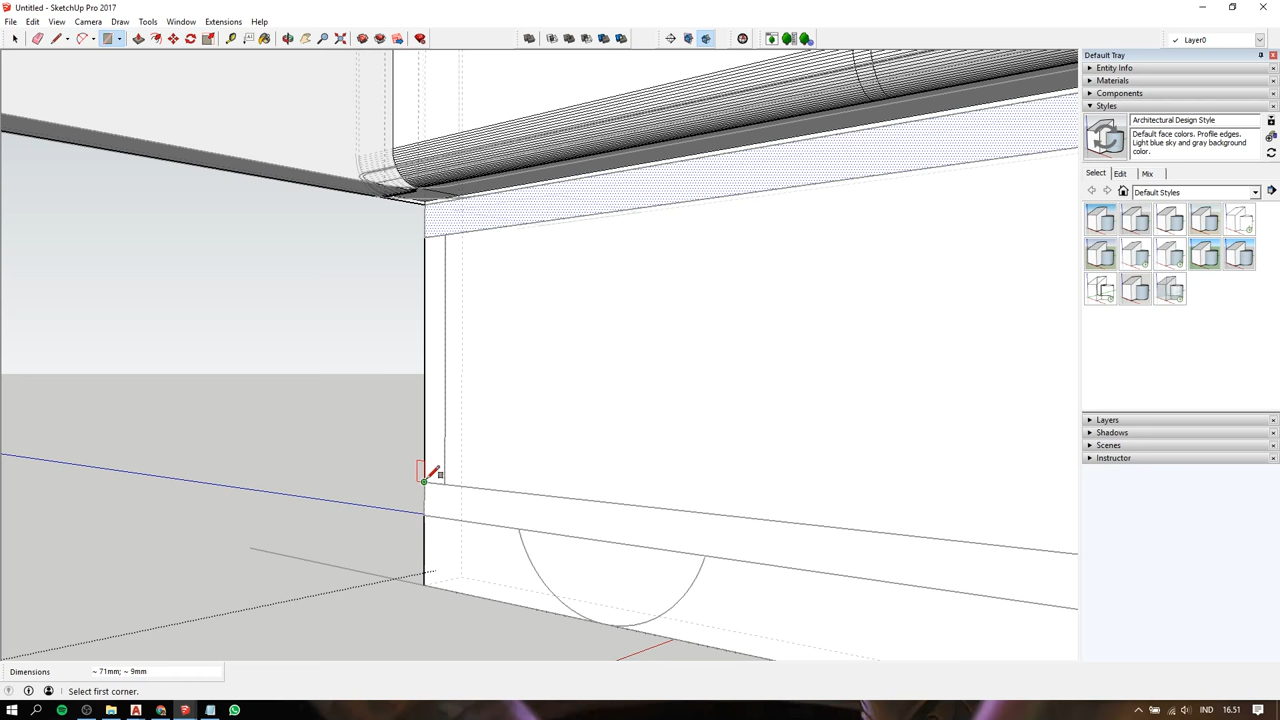 Untitled - SketchUp Pro 2017
File Edit View Camera Draw Tools Window Extensions Help
Layer0
Default Tray
Entity Info
Materials
Components
Styles
Architectural Design Style
Default face colors. Profile edges.
Light blue sky and gray background
color.
Select Edit Mix
Default Styles
Layers
Shadows
Scenes
Instructor
Dimensions ~ 71mm; ~ 9mm
Select first corner.
IND 16.51